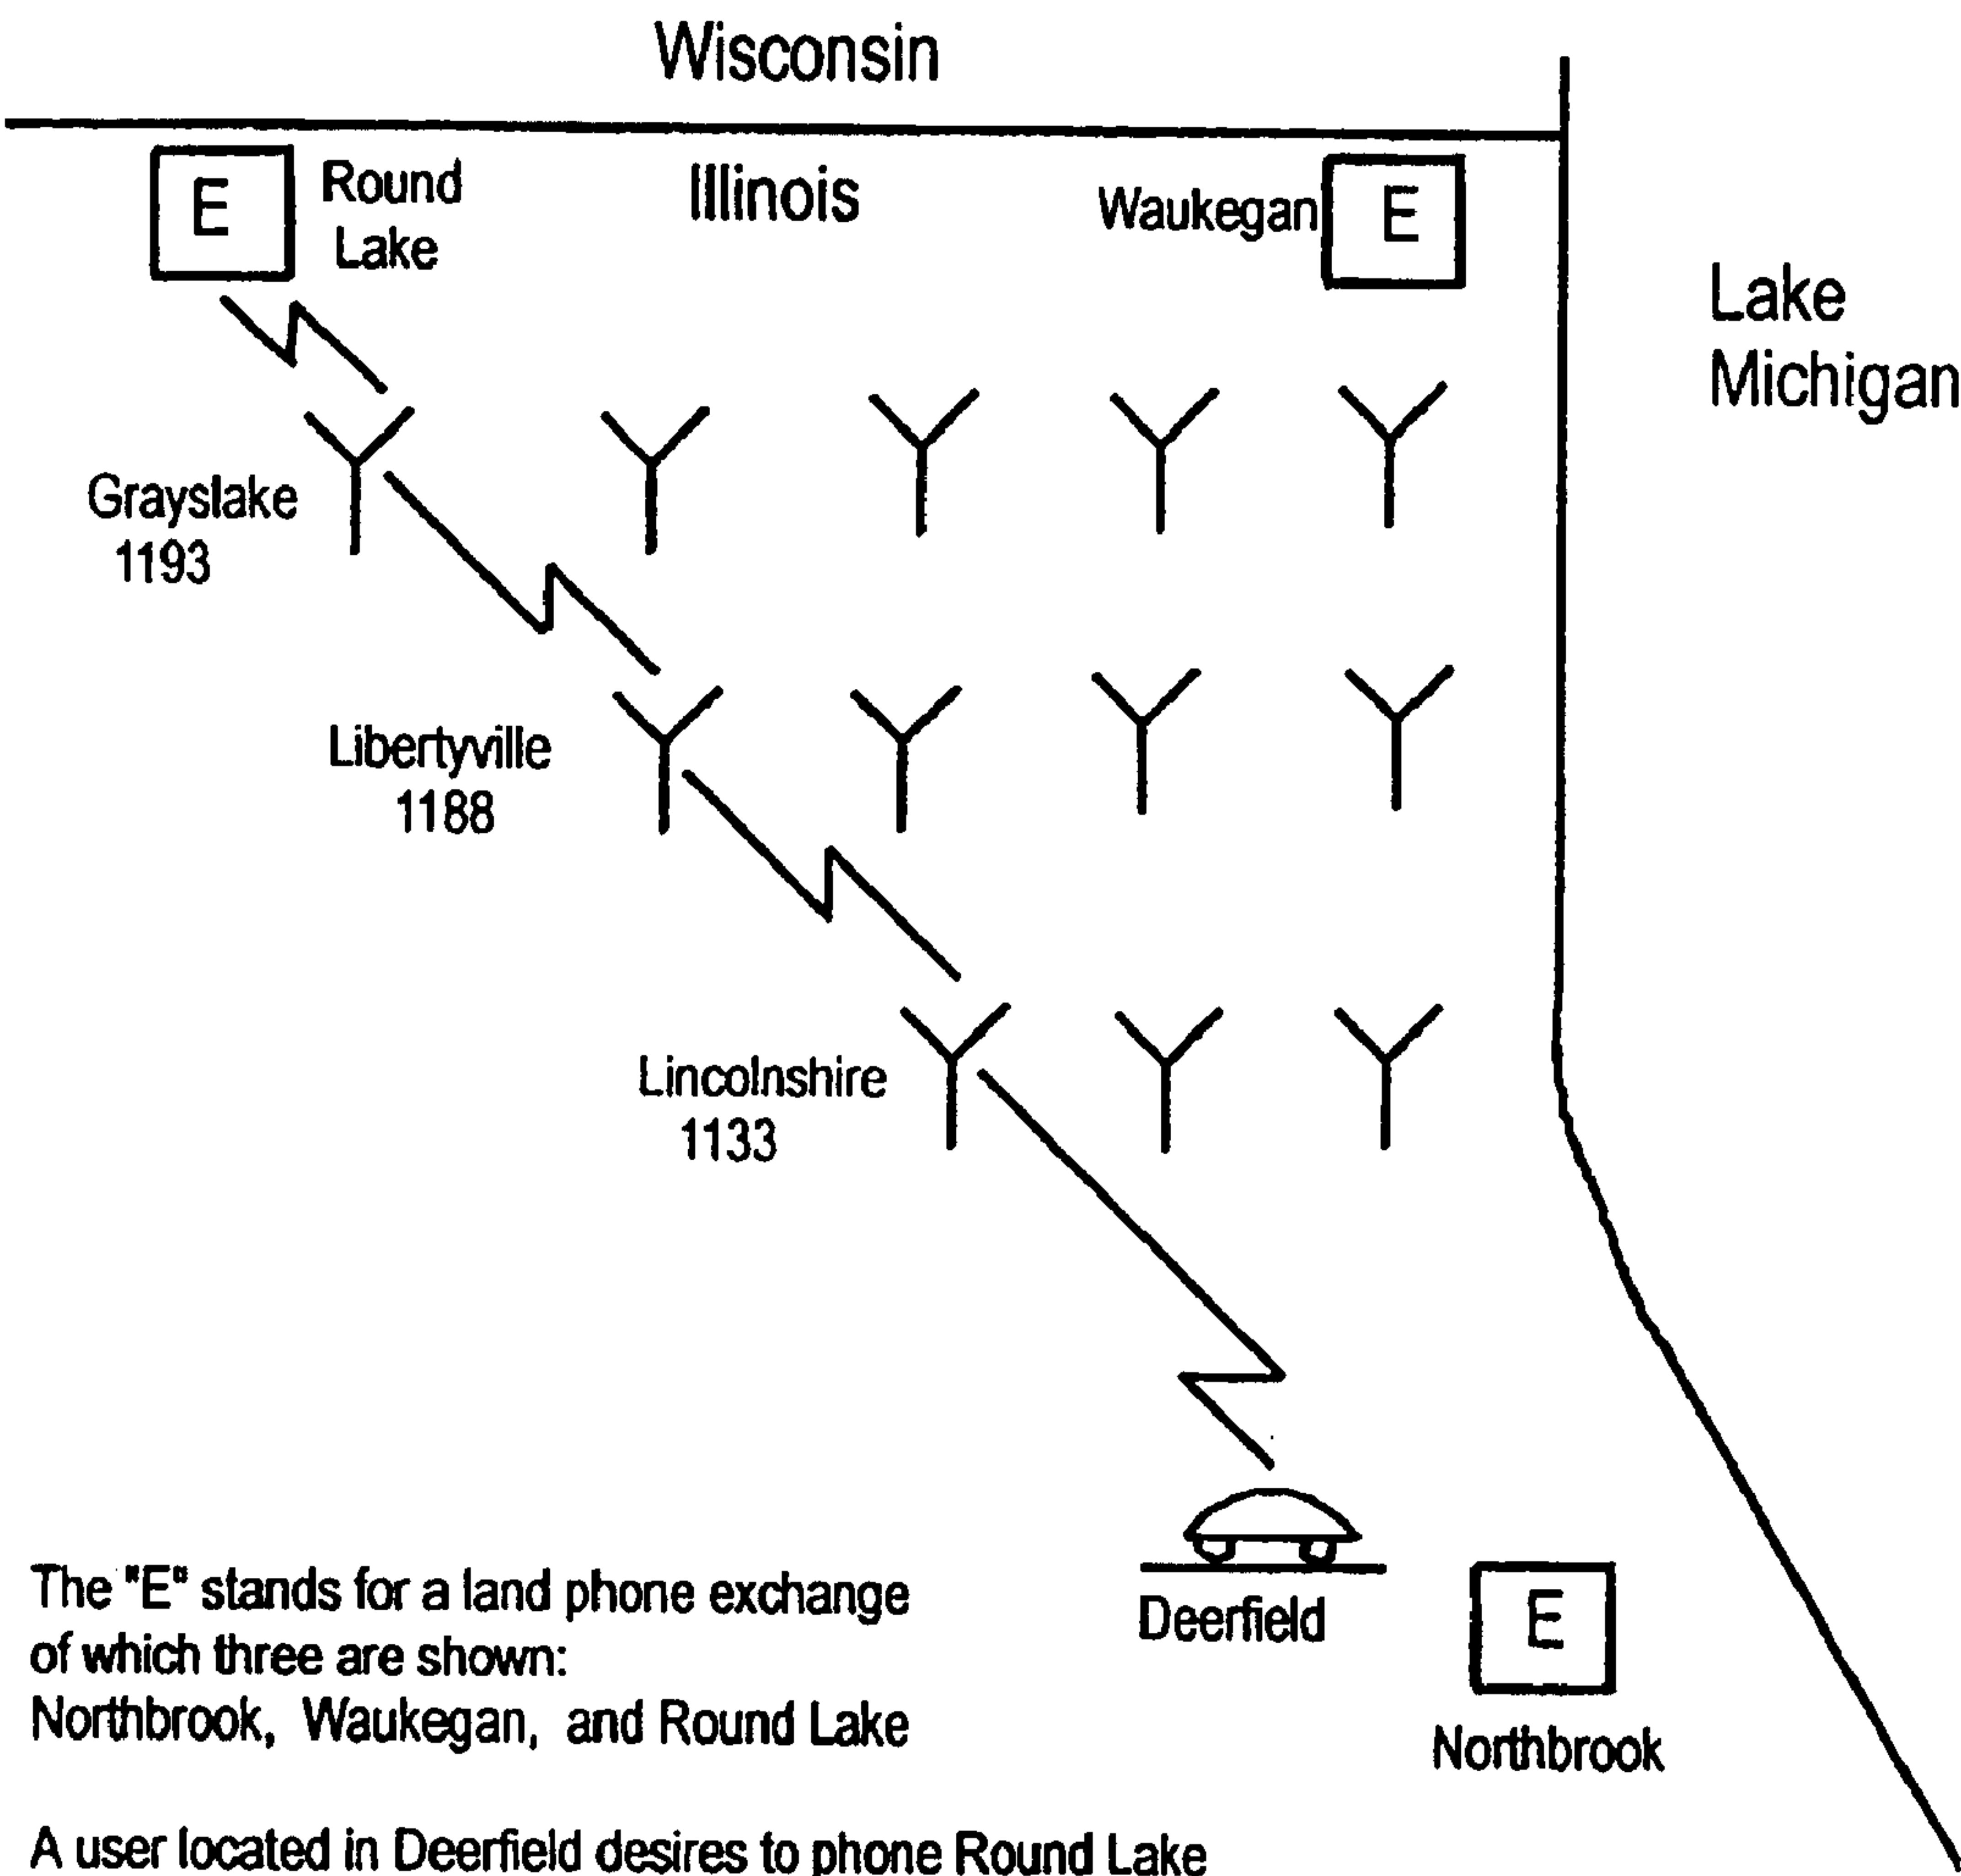 Wisconsin
E
Round
Lake
Illinois
Waukegan
E
Lake
Michigan
Grayslake
1193
Libertyville
1188
Lincolnshire
1133
The "E" stands for a land phone exchange
of which three are shown:
Northbrook, Waukegan, and Round Lake
Deerfield
E
Northbrook
A user located in Deerfield desires to phone Round Lake